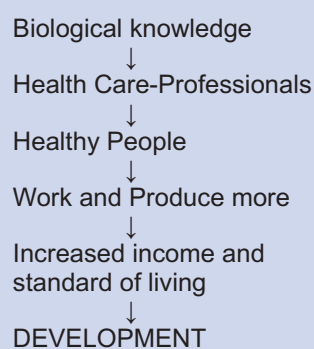 Biological knowledge
↓
Health Care-Professionals
↓
Healthy People
↓
Work and Produce more
↓
Increased income and
standard of living
↓
DEVELOPMENT